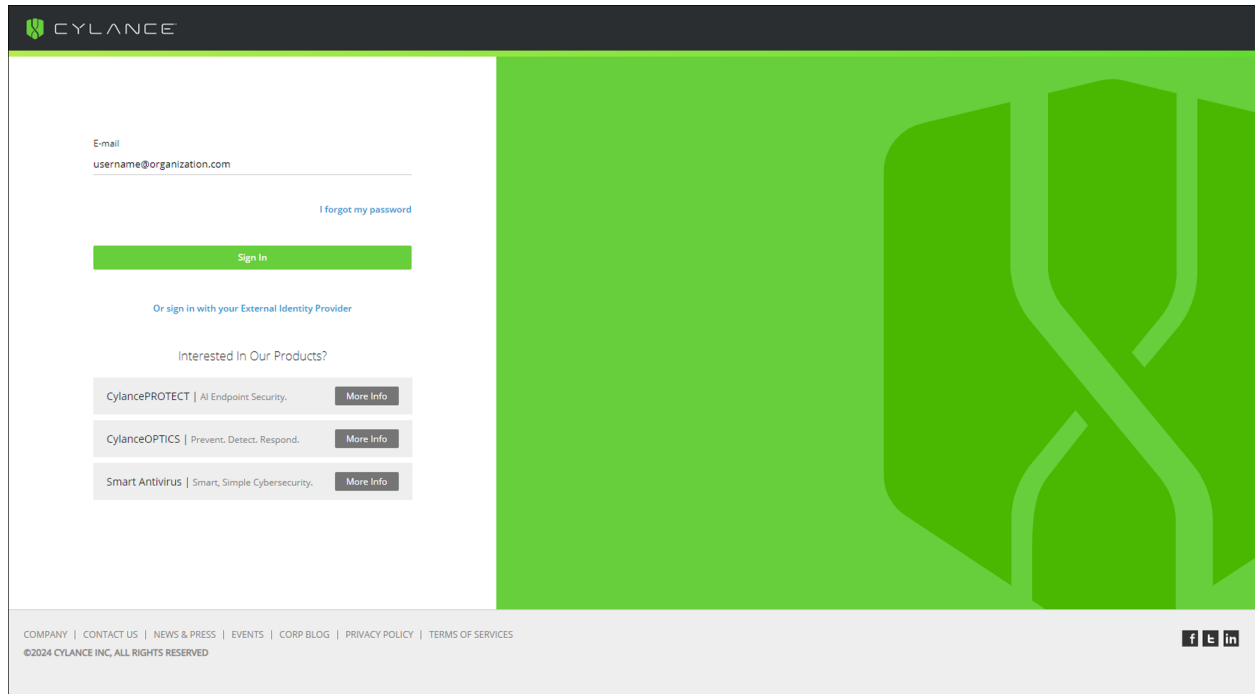 CYLANCE
E-mail
username@organization.com
I forgot my password
Sign In
Or sign in with your External Identity Provider
Interested In Our Products?
CylancePROTECT | AI Endpoint Security. More Info
CylanceOPTICS | Prevent. Detect. Respond. More Info
Smart Antivirus | Smart, Simple Cybersecurity. More Info
COMPANY | CONTACT US | NEWS & PRESS | EVENTS | CORP BLOG | PRIVACY POLICY | TERMS OF SERVICES
©2024 CYLANCE INC, ALL RIGHTS RESERVED